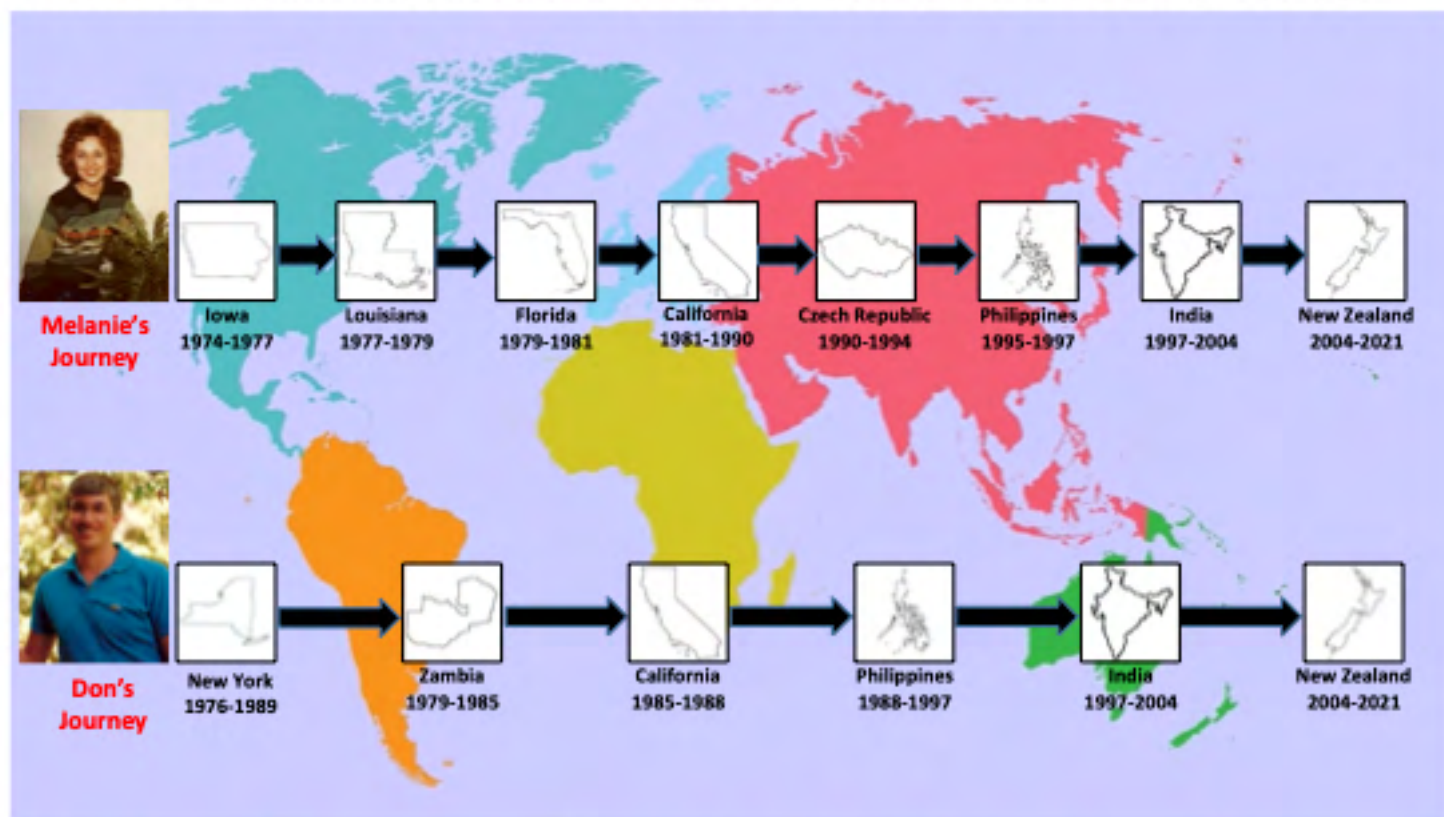 Melanie's
Journey
Iowa
1974-1977
Louisiana
1977-1979
Florida
1979-1981
California
1981-1990
Czech Republic
1990-1994
Philippines
1995-1997
India
1997-2004
New Zealand
2004-2021
Don's
Journey
New York
1976-1989
Zambia
1979-1985
California
1985-1988
Philippines
1988-1997
India
1997-2004
New Zealand
2004-2021